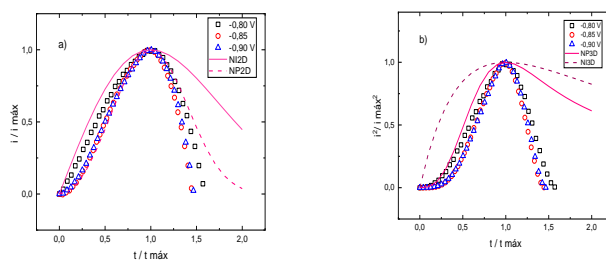 a)
-0,80 V
-0,85
-0,90
NI2D
NP2D
1,0
0,5
0,0
i / i máx
0,0 0,5 1,0 1,5 2,0
t / t máx
b)
-0,80 V
-0,85 V
-0,90 V
NP3D
NI3D
1,0
0,5
0,0
i²/ i máx²
0,0 0,5 1,0 1,5 2,0
t / t máx